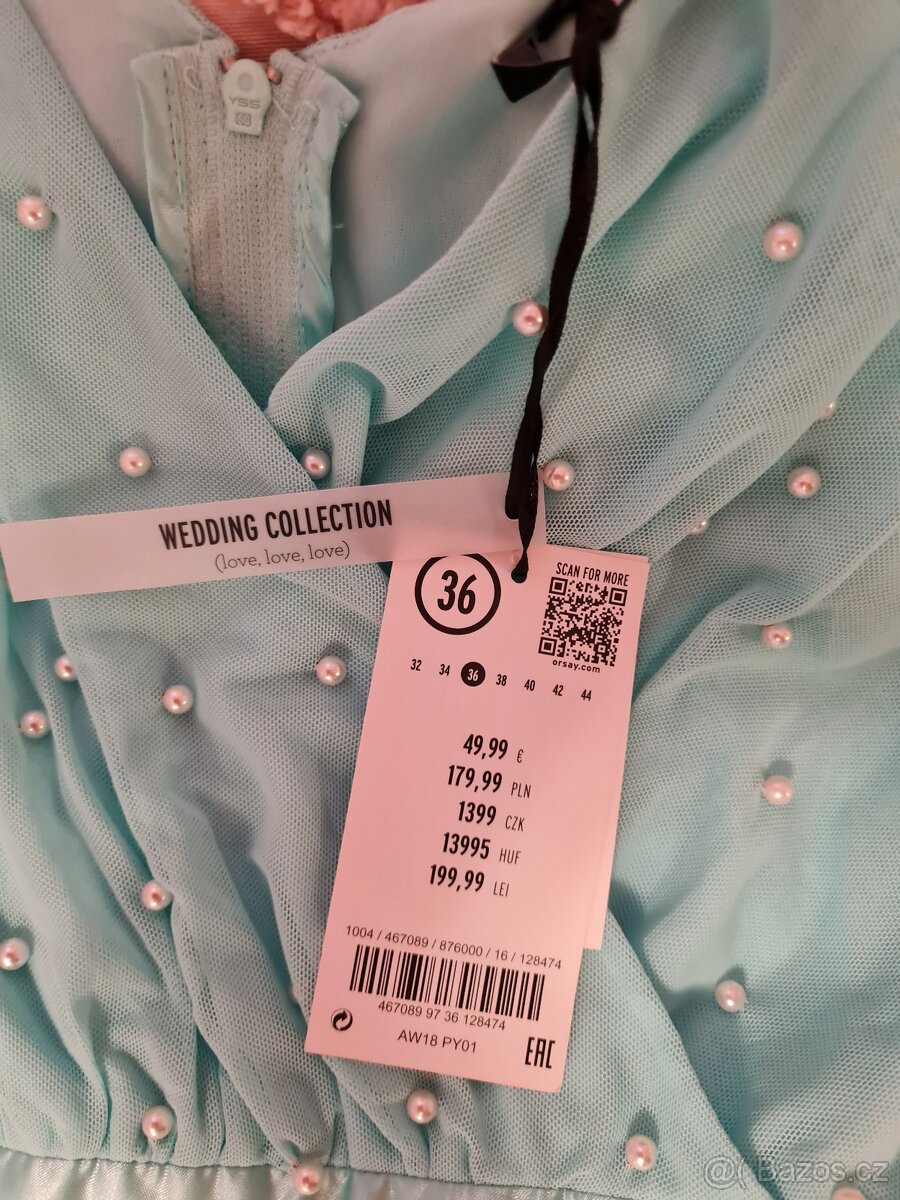 YSS
WEDDING COLLECTION
(love, love, love)
36
SCAN FOR MORE
orsay.com
32 34 36 38 40 42 44
49,99 €
179,99 PLN
1399 CZK
13995 HUF
199,99 LEI
1004 / 467089 / 876000 / 16 / 128474
467089 97 36 128474
AW18 PY01
EAC
Bazos.cz